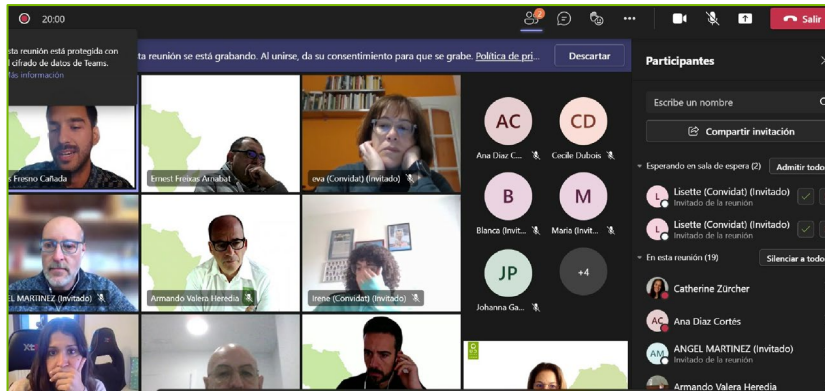 20:00
2
Salir
sta reunión está protegida con
l cifrado de datos de Teams.
Más información
ta reunión se está grabando. Al unirse, da su consentimiento para que se grabe. Política de pri...
Descartar
Participantes
Escribe un nombre
Compartir invitación
Esperando en sala de espera (2)
Admitir todo
L
Lisette (Convidat) (Invitado)
Invitado de la reunión
L
Lisette (Convidat) (Invitado)
Invitado de la reunión
En esta reunión (19)
Silenciar a todo
Catherine Zürcher
AC
Ana Diaz Cortés
AM
ANGEL MARTINEZ (Invitado)
Invitado de la reunión
Armando Valera Heredia
s Fresno Cañada
Ernest Freixas Arnabat
eva (Convidat) (Invitado)
AC
Ana Diaz C...
CD
Cecile Dubois
EL MARTINEZ (Invitado)
Armando Valera Heredia
Irene (Convidat) (Invitado)
B
Blanca (Invit...
M
Maria (Invit...
JP
Johanna Ga...
+4